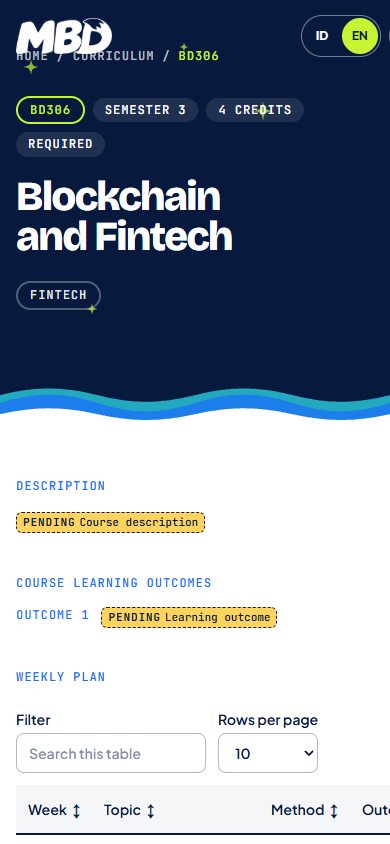 MBD
ID EN
HOME / CURRICULUM / BD306
BD306 SEMESTER 3 4 CREDITS
REQUIRED
Blockchain
and Fintech
FINTECH
DESCRIPTION
PENDING Course description
COURSE LEARNING OUTCOMES
OUTCOME 1 PENDING Learning outcome
WEEKLY PLAN
Filter Rows per page
Search this table 10
Week Topic Method Outc